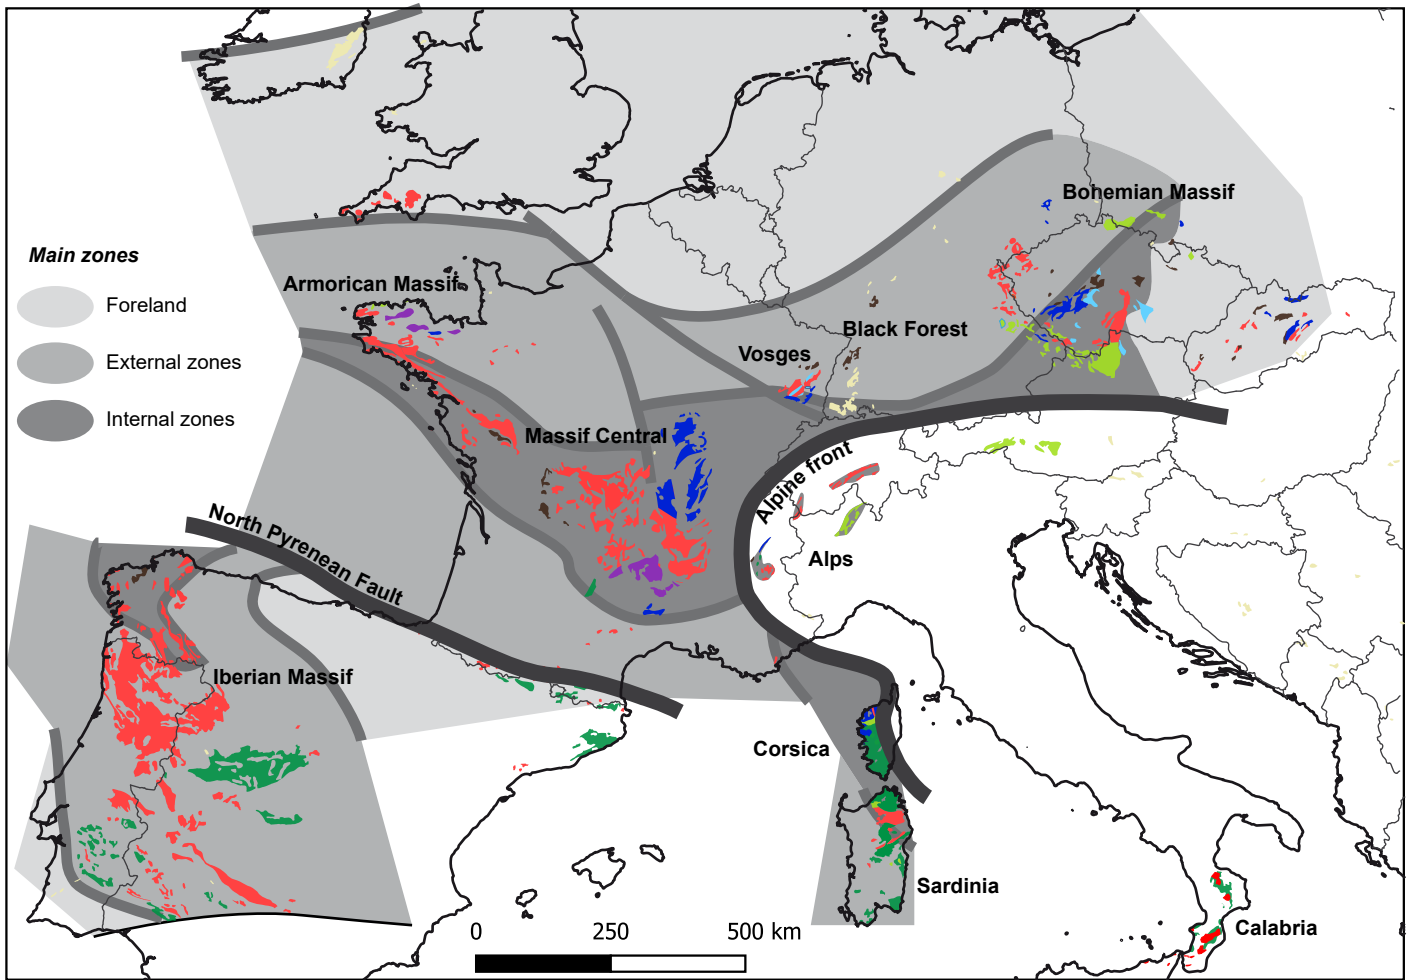 Bohemian Massif
Main zones
Armorican Massif
Foreland
Black Forest
Vosges
External zones
Internal zones
Massif Central
Alpine front
North Pyrenean Fault
Alps
Iberian Massif
Corsica
Sardinia
Calabria
0 250 500 km